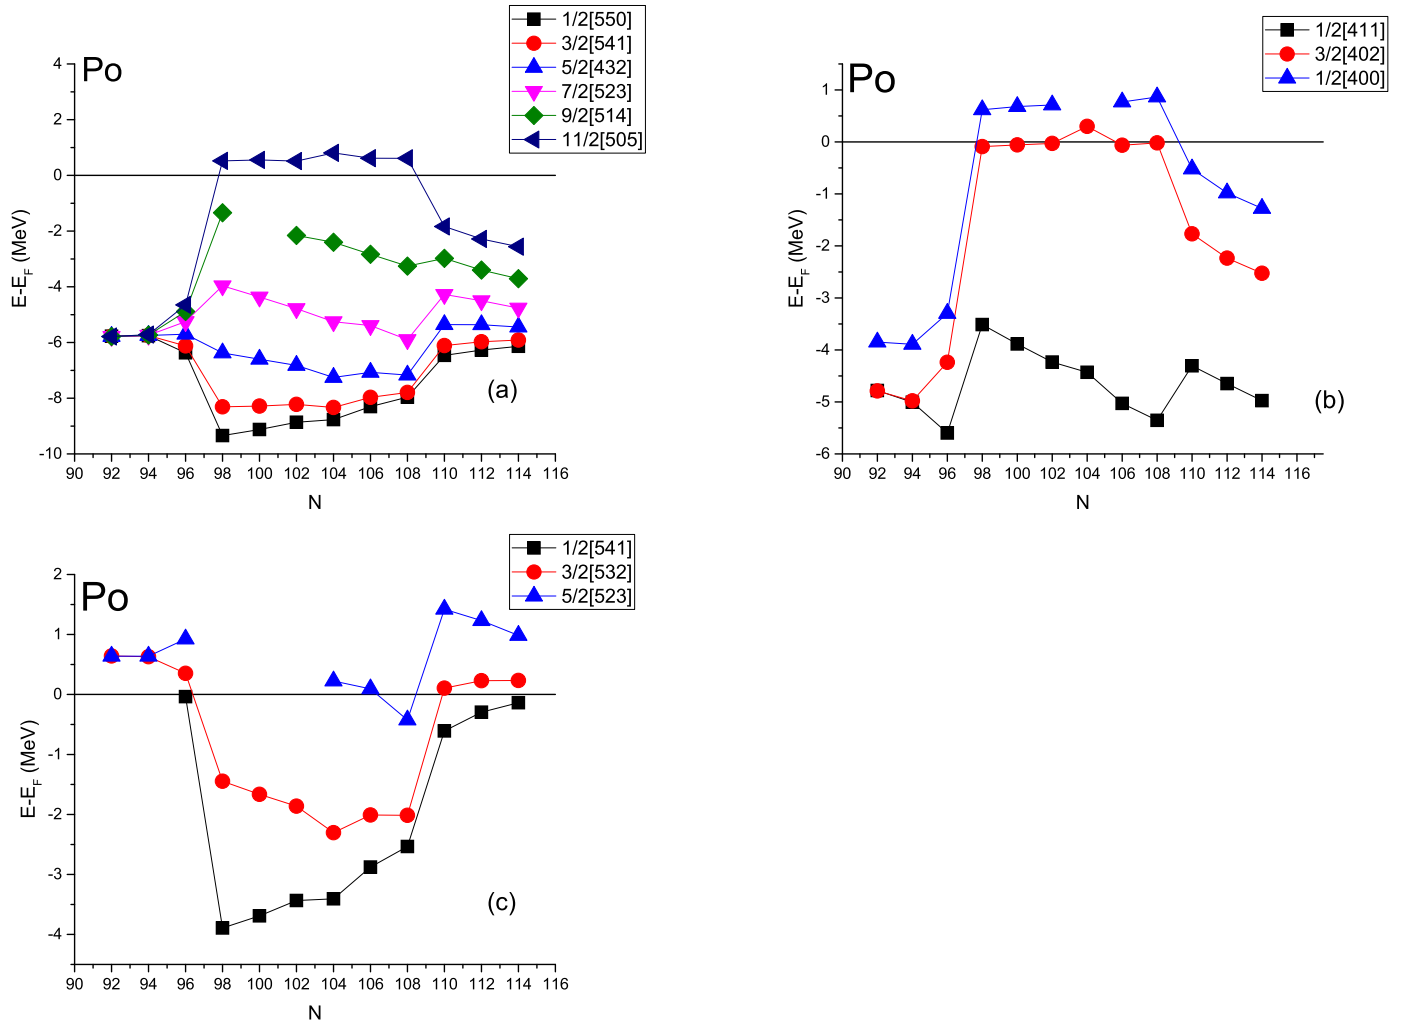 1/2[550]
3/2[541]
5/2[432]
7/2[523]
9/2[514]
11/2[505]
Po
4
2
0
-2
-4
-6
-8
-10
E-E_F (MeV)
(a)
90 92 94 96 98 100 102 104 106 108 110 112 114 116
N
1/2[411]
3/2[402]
1/2[400]
Po
1
0
-1
-2
-3
-4
-5
-6
E-E_F (MeV)
(b)
90 92 94 96 98 100 102 104 106 108 110 112 114 116
N
1/2[541]
3/2[532]
5/2[523]
Po
2
1
0
-1
-2
-3
-4
E-E_F (MeV)
(c)
90 92 94 96 98 100 102 104 106 108 110 112 114 116
N